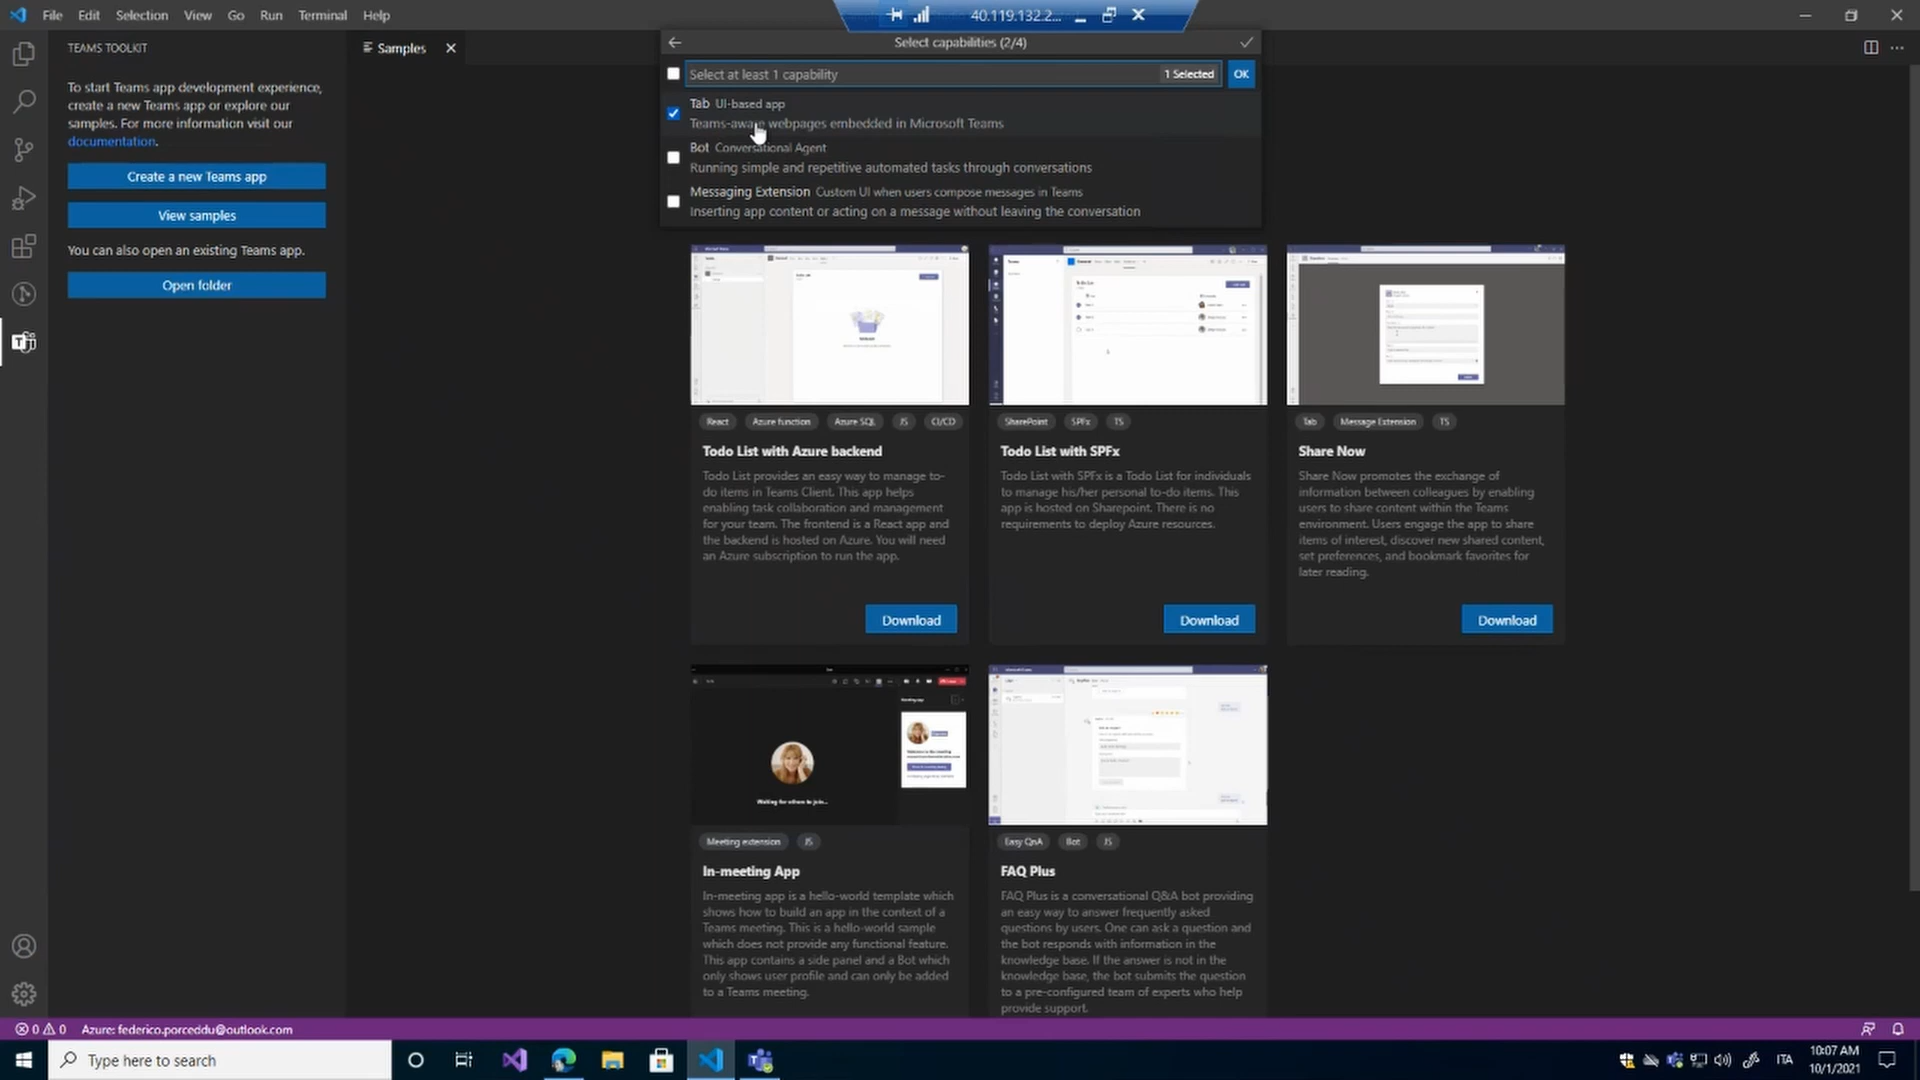 File Edit Selection View Go Run Terminal Help
40.119.132.2...
TEAMS TOOLKIT
Samples
Select capabilities (2/4)
Select at least 1 capability
1 Selected
OK
Tab UI-based app
Teams-aware webpages embedded in Microsoft Teams
Bot Conversational Agent
Running simple and repetitive automated tasks through conversations
Messaging Extension Custom UI when users compose messages in Teams
Inserting app content or acting on a message without leaving the conversation
To start Teams app development experience,
create a new Teams app or explore our
samples. For more information visit our
documentation.
Create a new Teams app
View samples
You can also open an existing Teams app.
Open folder
React Azure function Azure SQL JS CI/CD
Todo List with Azure backend
Todo List provides an easy way to manage to-
do items in Teams Client. This app helps
enabling task collaboration and management
for your team. The frontend is a React app and
the backend is hosted on Azure. You will need
an Azure subscription to run the app.
Download
SharePoint SPFx TS
Todo List with SPFx
Todo List with SPFx is a Todo List for individuals
to manage his/her personal to-do items. This
app is hosted on Sharepoint. There is no
requirements to deploy Azure resources.
Download
Tab Message Extension TS
Share Now
Share Now promotes the exchange of
information between colleagues by enabling
users to share content within the Teams
environment. Users engage the app to share
items of interest, discover new shared content,
set preferences, and bookmark favorites for
later reading.
Download
Waiting for others to join...
Meeting extension JS
In-meeting App
In-meeting app is a hello-world template which
shows how to build an app in the context of a
Teams meeting. This is a hello-world sample
which does not provide any functional feature.
This app contains a side panel and a Bot which
only shows user profile and can only be added
to a Teams meeting.
Easy QnA Bot JS
FAQ Plus
FAQ Plus is a conversational Q&A bot providing
an easy way to answer frequently asked
questions by users. One can ask a question and
the bot responds with information in the
knowledge base. If the answer is not in the
knowledge base, the bot submits the question
to a pre-configured team of experts who help
provide support.
0 0 Azure: federico.porceddu@outlook.com
Type here to search
ITA
10:07 AM
10/1/2021